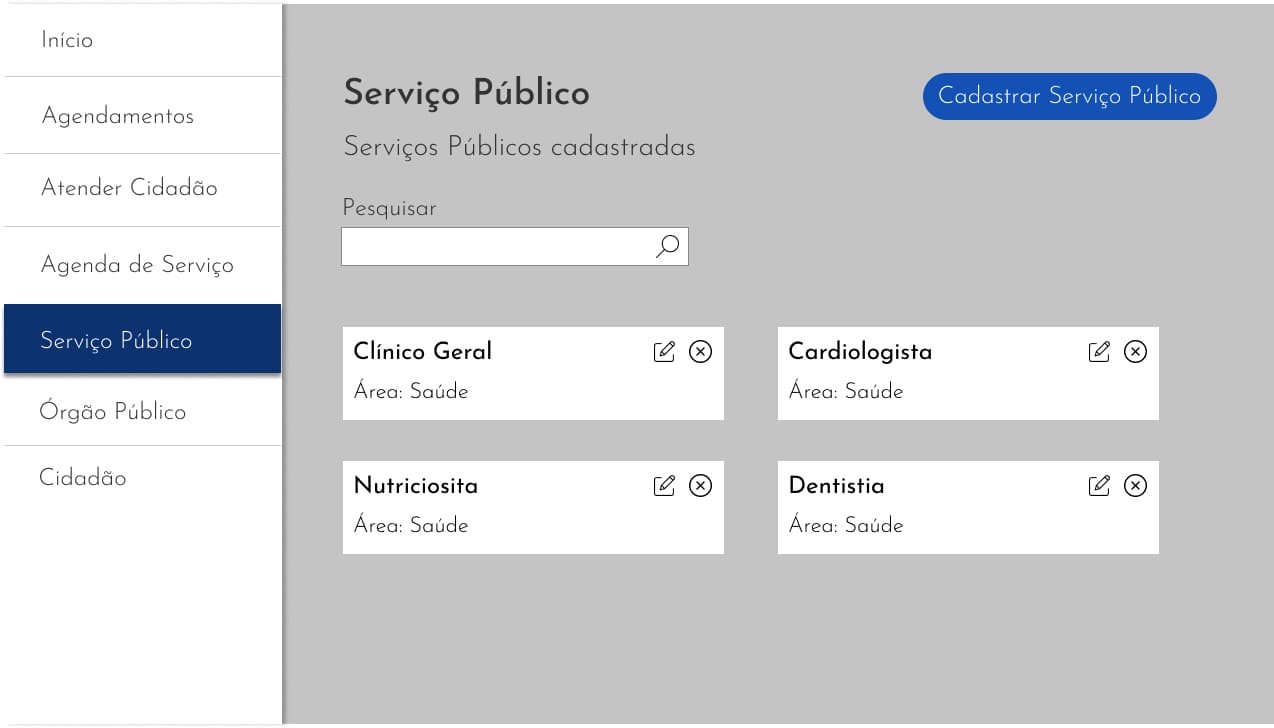 Início
Agendamentos
Atender Cidadão
Agenda de Serviço
Serviço Público
Órgão Público
Cidadão
Serviço Público
Cadastrar Serviço Público
Serviços Públicos cadastradas
Pesquisar
Clínico Geral
Área: Saúde
Cardiologista
Área: Saúde
Nutriciosita
Área: Saúde
Dentistia
Área: Saúde